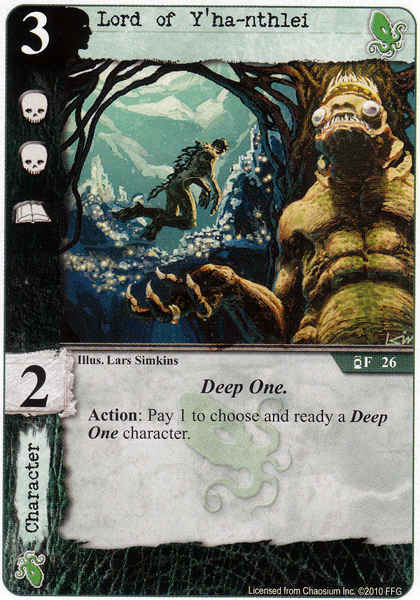 3
Lord of Y'ha-nthlei
Illus. Lars Simkins
F 26
2
Deep One.
Action: Pay 1 to choose and ready a Deep
One character.
Character
Licensed from Chaosium Inc. ©2010 FFG